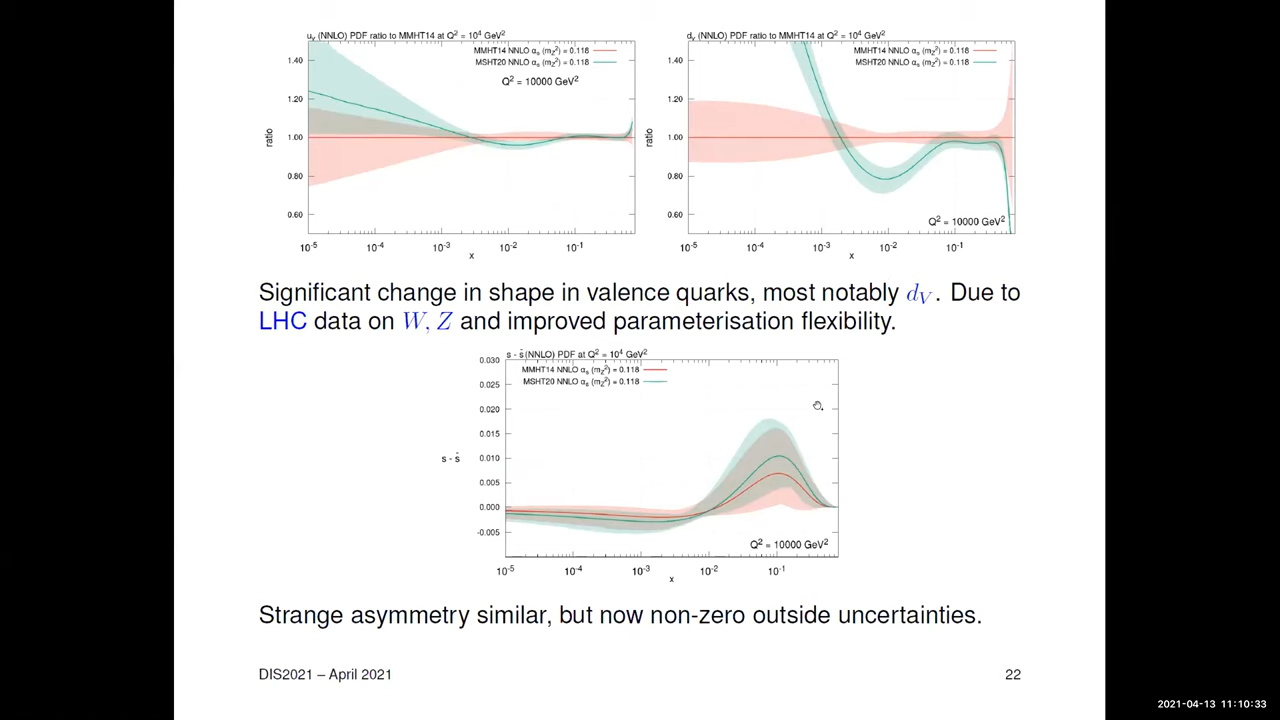 u_v (NNLO) PDF ratio to MMHT14 at Q² = 10⁴ GeV²
MMHT14 NNLO α_s (m_Z²) = 0.118
MSHT20 NNLO α_s (m_Z²) = 0.118
Q² = 10000 GeV²
1.40
1.20
1.00
0.80
0.60
ratio
10⁻⁵ 10⁻⁴ 10⁻³ 10⁻² 10⁻¹
x
d_v (NNLO) PDF ratio to MMHT14 at Q² = 10⁴ GeV²
MMHT14 NNLO α_s (m_Z²) = 0.118
MSHT20 NNLO α_s (m_Z²) = 0.118
1.40
1.20
1.00
0.80
0.60
ratio
Q² = 10000 GeV²
10⁻⁵ 10⁻⁴ 10⁻³ 10⁻² 10⁻¹
x
Significant change in shape in valence quarks, most notably d_V. Due to
LHC data on W, Z and improved parameterisation flexibility.
s - s̄ (NNLO) PDF at Q² = 10⁴ GeV²
MMHT14 NNLO α_s (m_Z²) = 0.118
MSHT20 NNLO α_s (m_Z²) = 0.118
0.030
0.025
0.020
0.015
0.010
0.005
0.000
-0.005
s - s̄
Q² = 10000 GeV²
10⁻⁵ 10⁻⁴ 10⁻³ 10⁻² 10⁻¹
x
Strange asymmetry similar, but now non-zero outside uncertainties.
DIS2021 – April 2021 22
2021-04-13 11:10:33